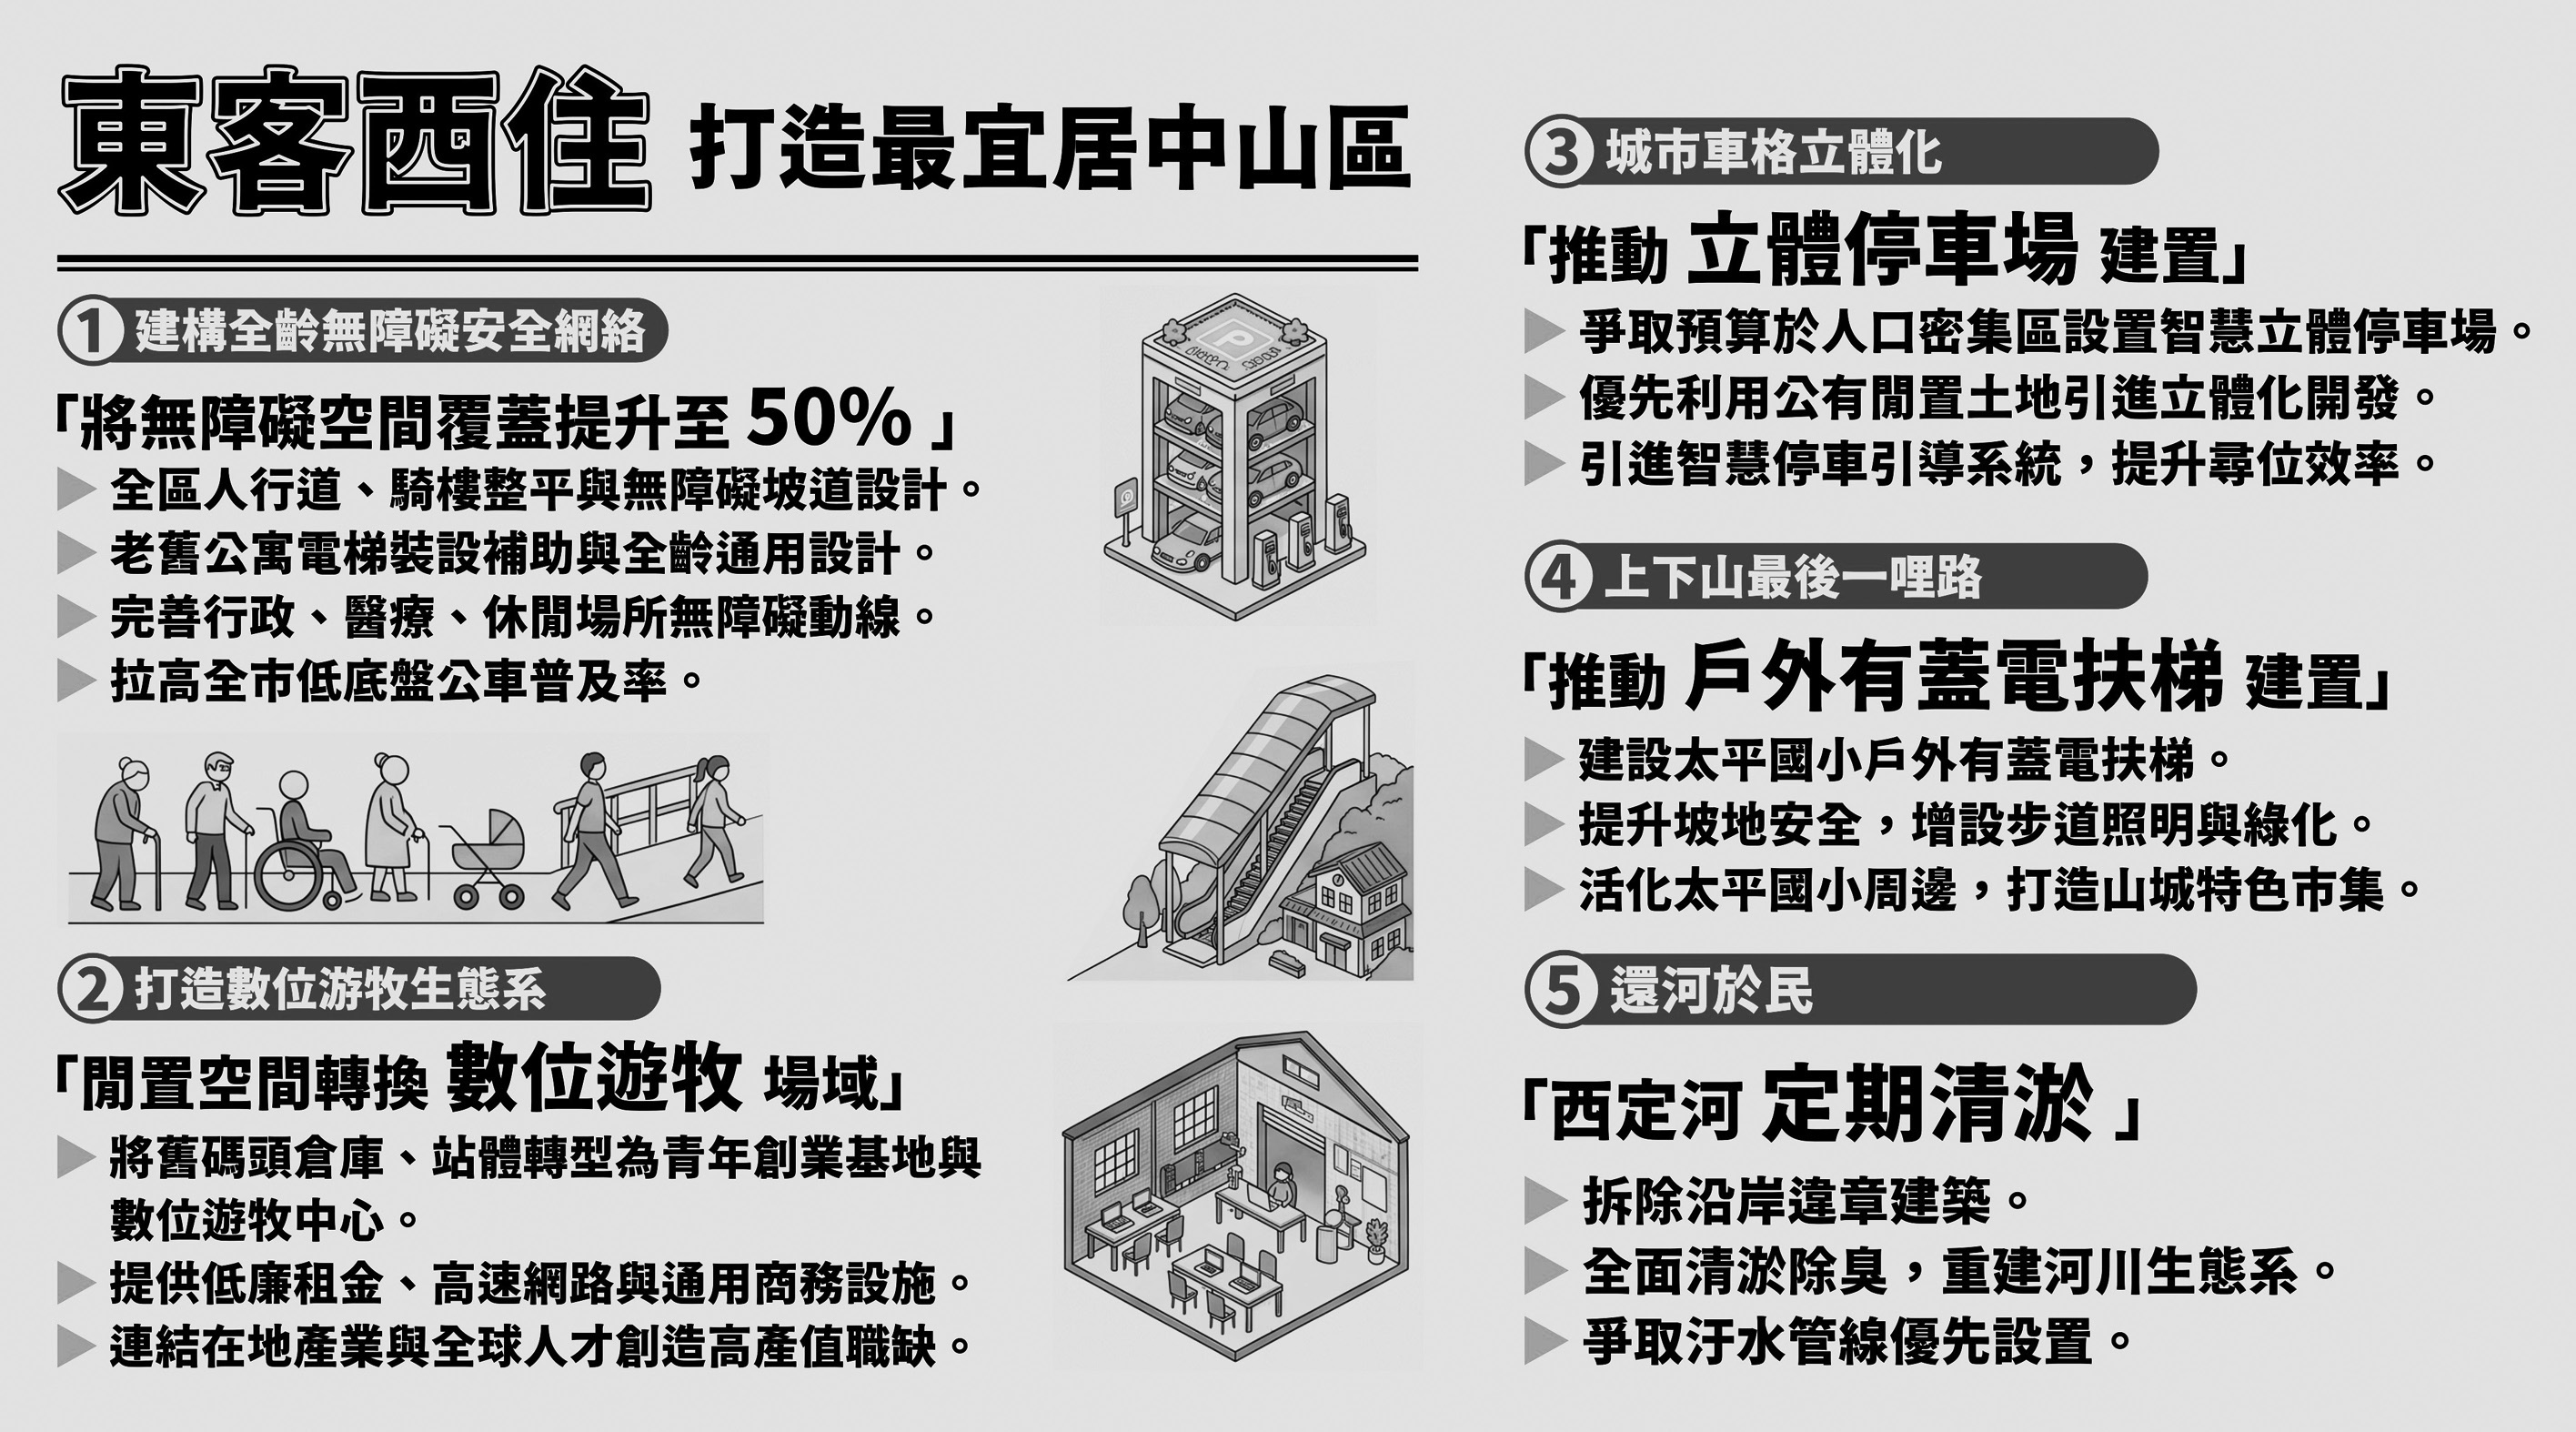 東客西住 打造最宜居中山區
1 建構全齡無障礙安全網絡
「將無障礙空間覆蓋提升至 50% 」
全區人行道、騎樓整平與無障礙坡道設計。
老舊公寓電梯裝設補助與全齡通用設計。
完善行政、醫療、休閒場所無障礙動線。
拉高全市低底盤公車普及率。
2 打造數位游牧生態系
「閒置空間轉換 數位遊牧 場域」
將舊碼頭倉庫、站體轉型為青年創業基地與
數位遊牧中心。
提供低廉租金、高速網路與通用商務設施。
連結在地產業與全球人才創造高產值職缺。
P
3 城市車格立體化
「推動 立體停車場 建置」
爭取預算於人口密集區設置智慧立體停車場。
優先利用公有閒置土地引進立體化開發。
引進智慧停車引導系統，提升尋位效率。
4 上下山最後一哩路
「推動 戶外有蓋電扶梯 建置」
建設太平國小戶外有蓋電扶梯。
提升坡地安全，增設步道照明與綠化。
活化太平國小周邊，打造山城特色市集。
5 還河於民
「西定河 定期清淤 」
拆除沿岸違章建築。
全面清淤除臭，重建河川生態系。
爭取汙水管線優先設置。